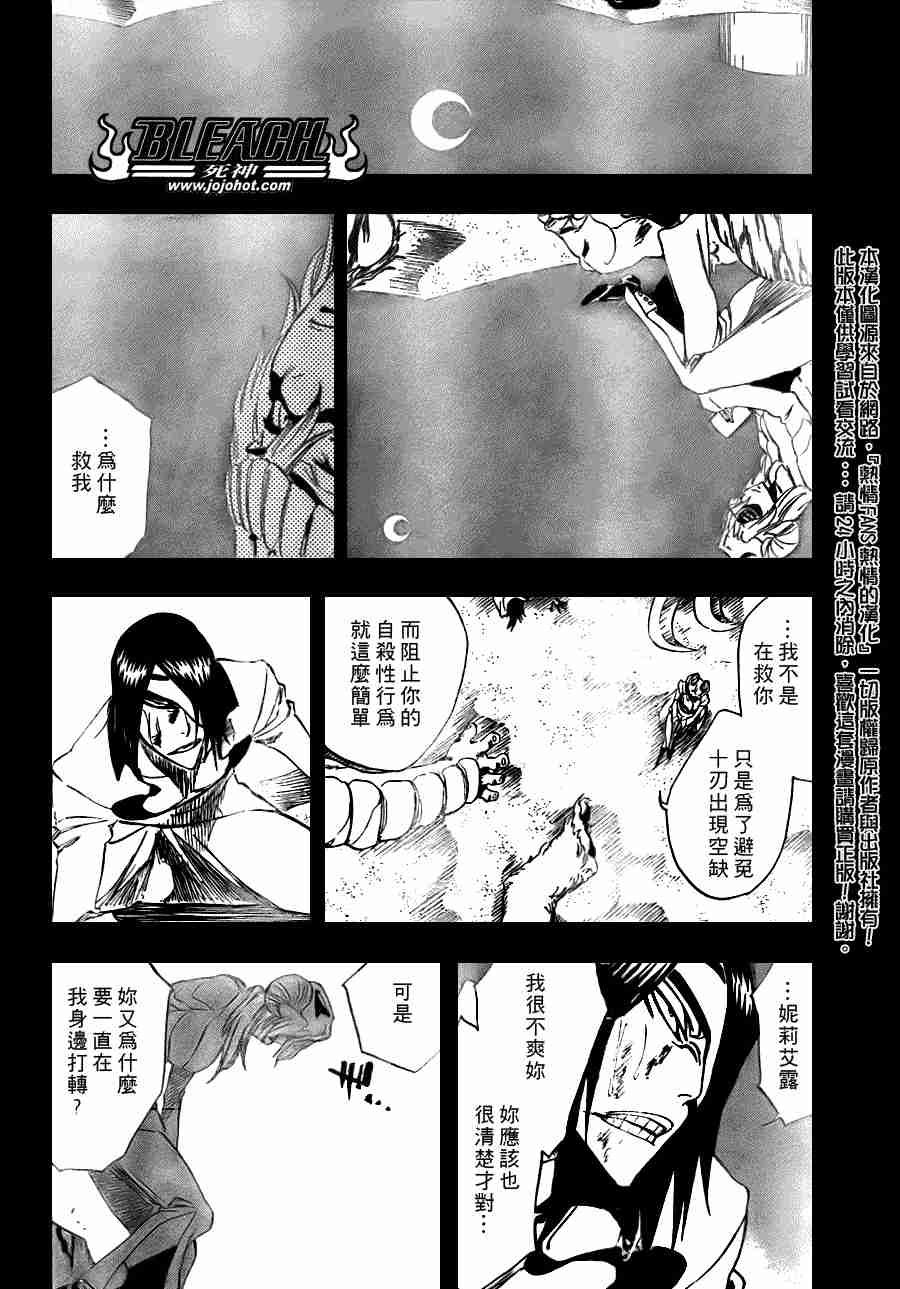 BLEACH
死神
www.jojohot.com
…為什麼
救我
…我不是
在救你
只是為了避免
十刃出現空缺
而阻止你的
自殺性行為
就這麼簡單
…妮莉艾露
我很不爽妳
妳應該也
很清楚才對…
可是
妳又為什麼
要一直在
我身邊打轉?
本漢化圖源來自於網路,『熱情FANS熱情的漢化』一切版權歸原作者與出版社擁有!
此版本僅供學習試看交流…請24小時之內消除,喜歡這套漫畫請購買正版!謝謝。